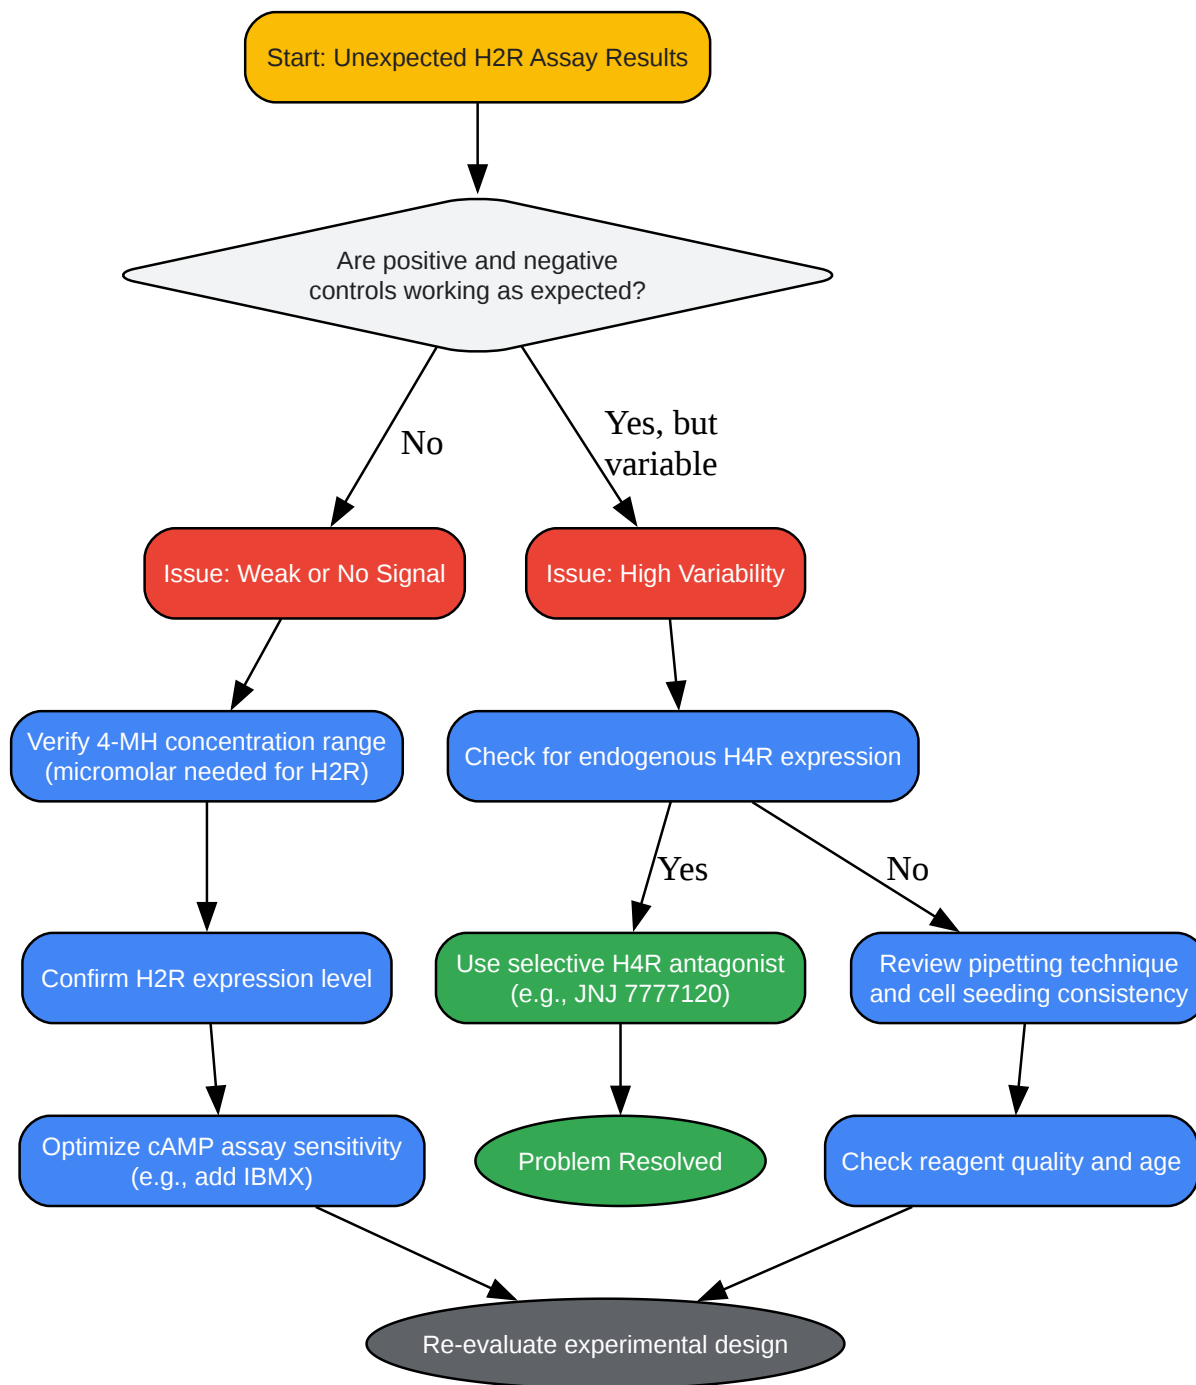 Start: Unexpected H2R Assay Results
Are positive and negative
controls working as expected?
No
Yes, but
variable
Issue: Weak or No Signal
Issue: High Variability
Verify 4-MH concentration range
(micromolar needed for H2R)
Check for endogenous H4R expression
Yes
No
Confirm H2R expression level
Use selective H4R antagonist
(e.g., JNJ 7777120)
Review pipetting technique
and cell seeding consistency
Optimize cAMP assay sensitivity
(e.g., add IBMX)
Problem Resolved
Check reagent quality and age
Re-evaluate experimental design